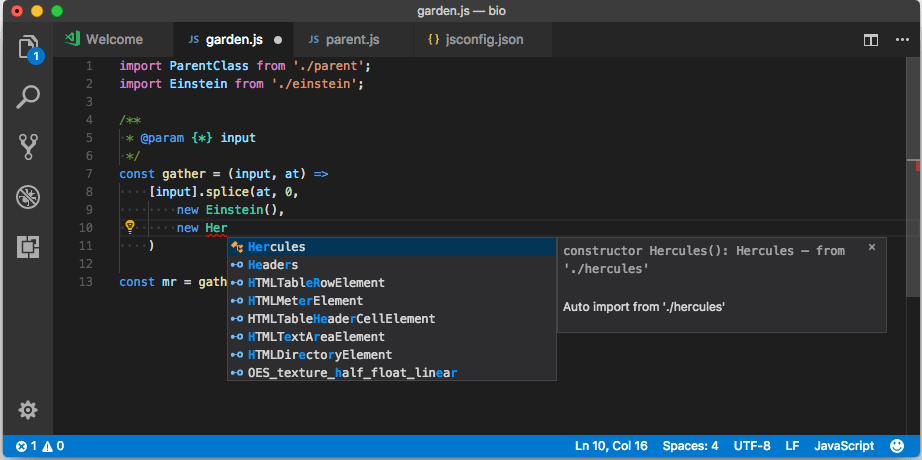 garden.js — bio
Welcome
JS garden.js
JS parent.js
{} jsconfig.json
1
1 import ParentClass from './parent';
2 import Einstein from './einstein';
3
4 /**
5 * @param {*} input
6 */
7 const gather = (input, at) =>
8 [input].splice(at, 0,
9 new Einstein(),
10 new Her
11 )
12
13 const mr = gath
Hercules
Headers
HTMLTableRowElement
HTMLMeterElement
HTMLTableHeaderCellElement
HTMLTextAreaElement
HTMLDirectoryElement
OES_texture_half_float_linear
constructor Hercules(): Hercules — from
'./hercules'
Auto import from './hercules'
1 0 Ln 10, Col 16 Spaces: 4 UTF-8 LF JavaScript